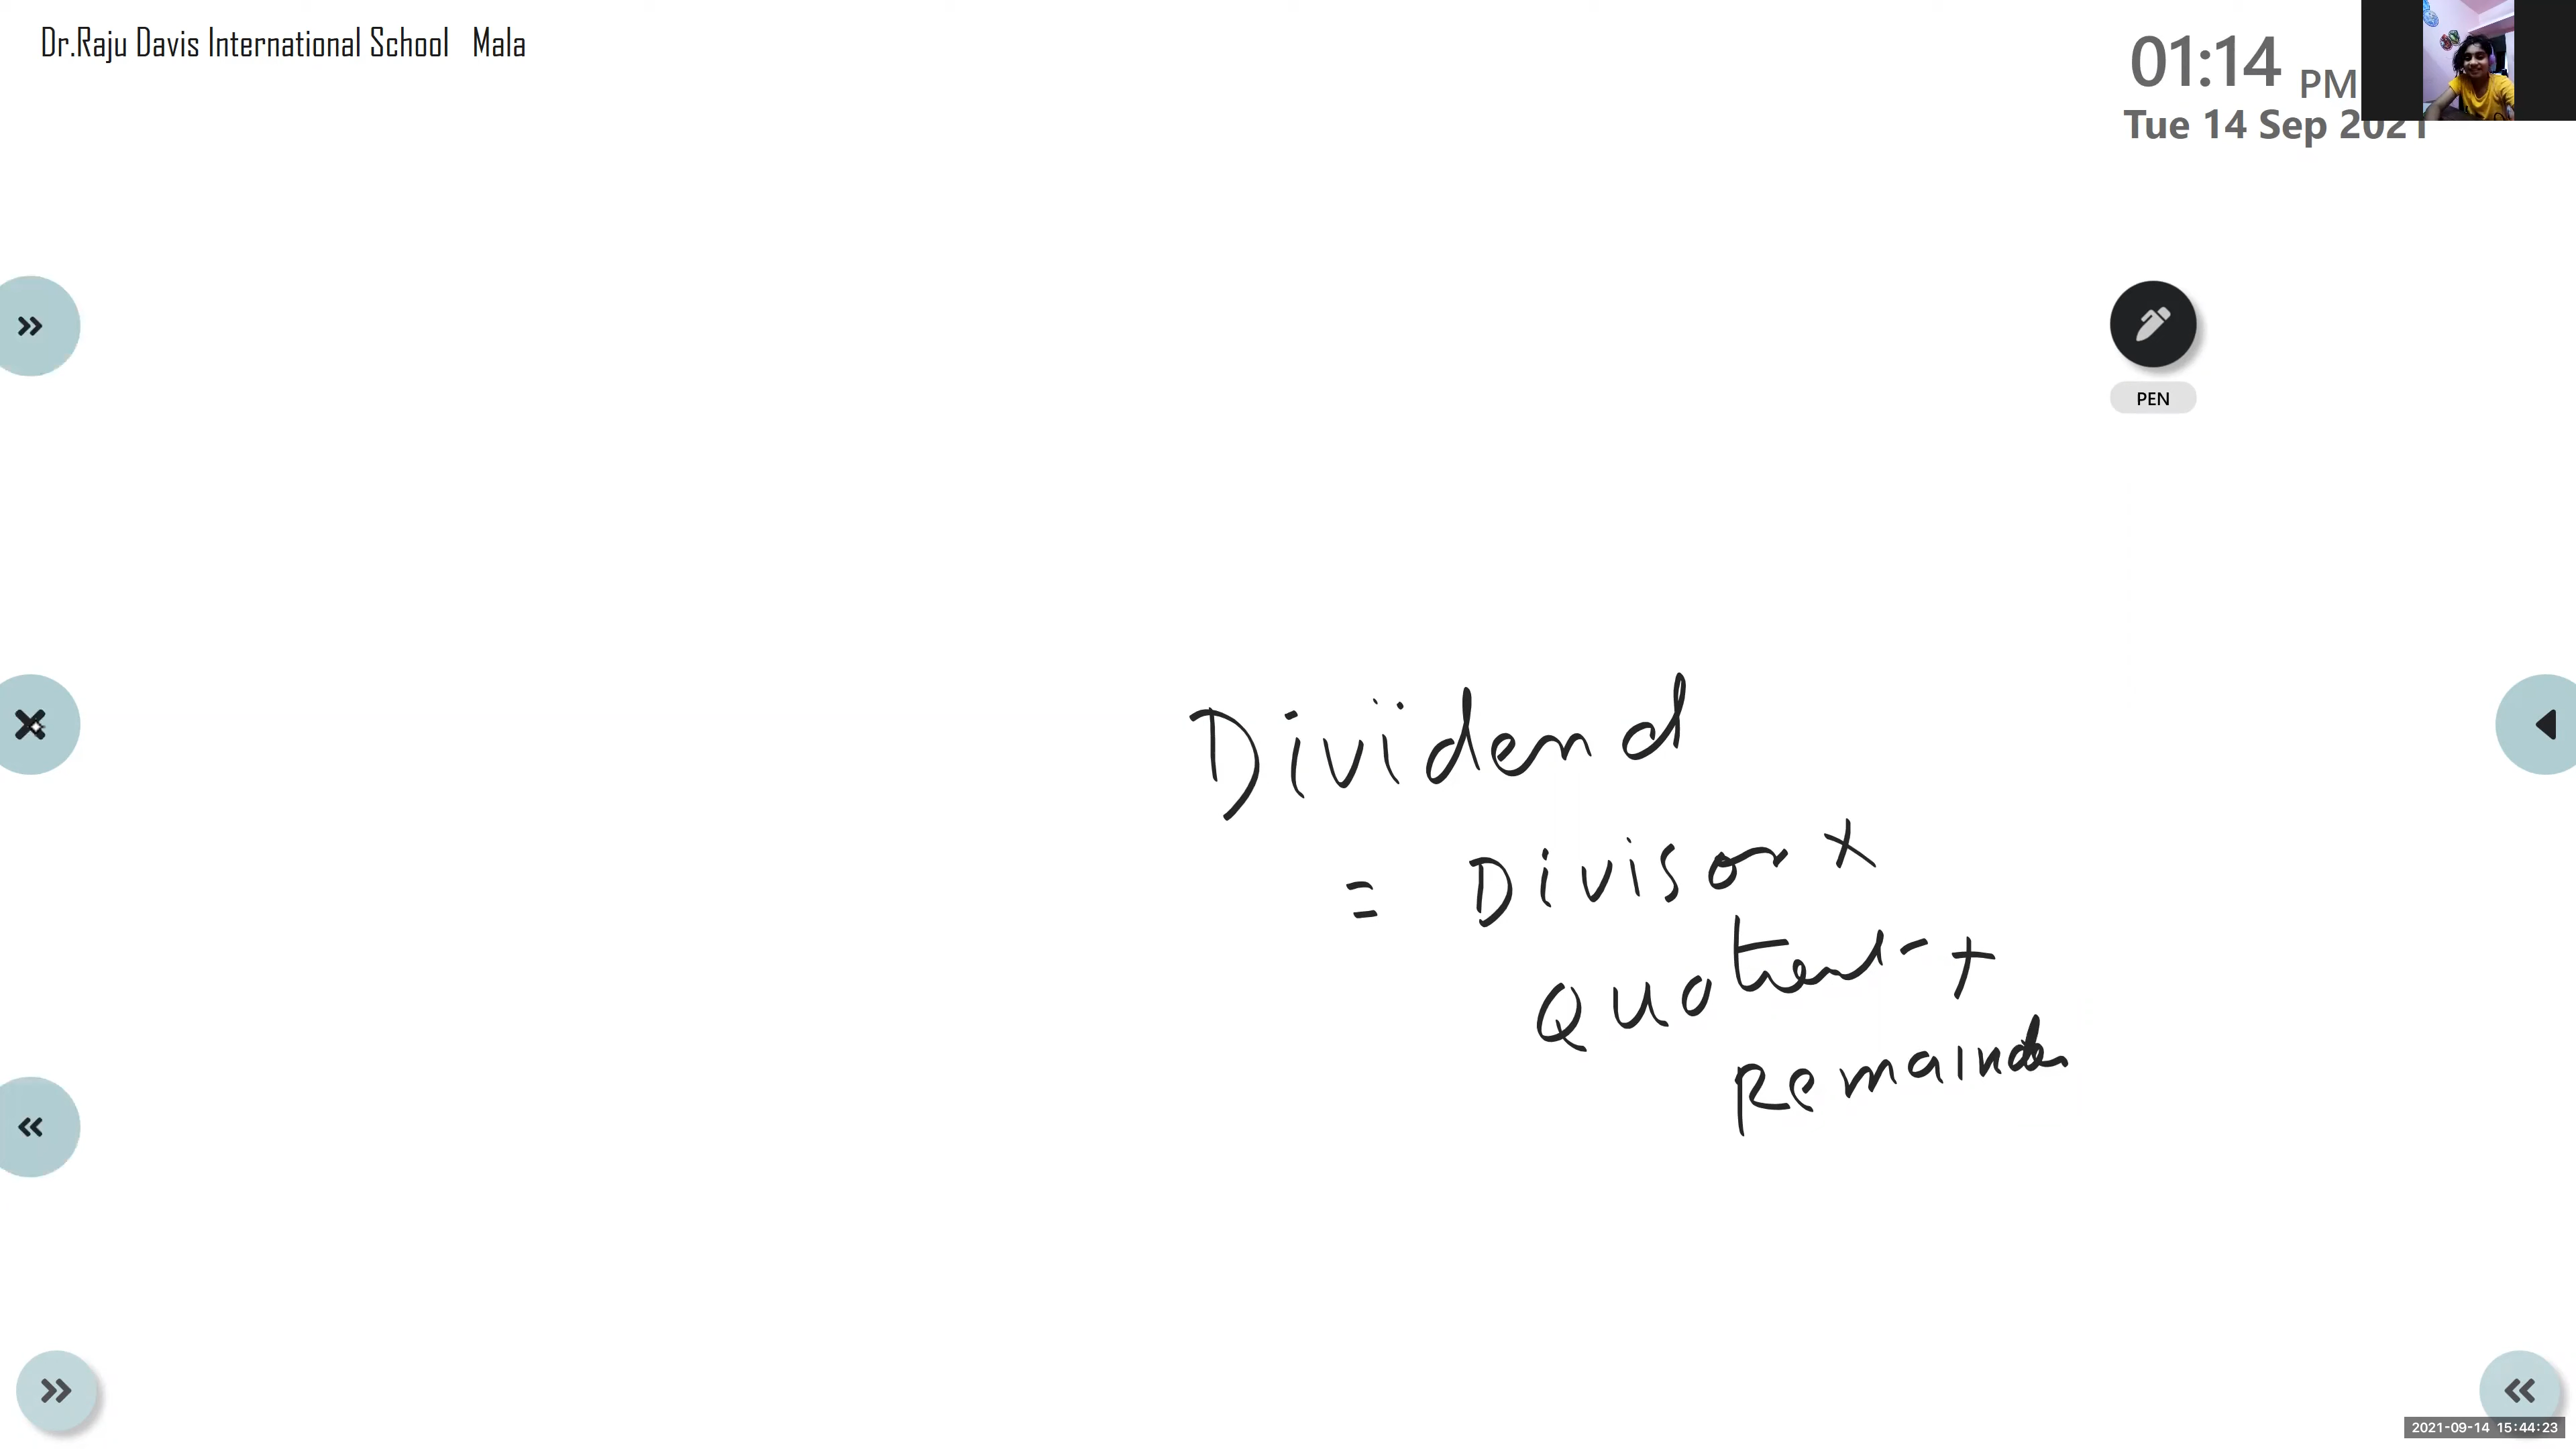 Dr.Raju Davis International School Mala
01:14 PM
Tue 14 Sep 2021
PEN
Dividend
= Divisor ×
Quotient +
Remainder
2021-09-14 15:44:23